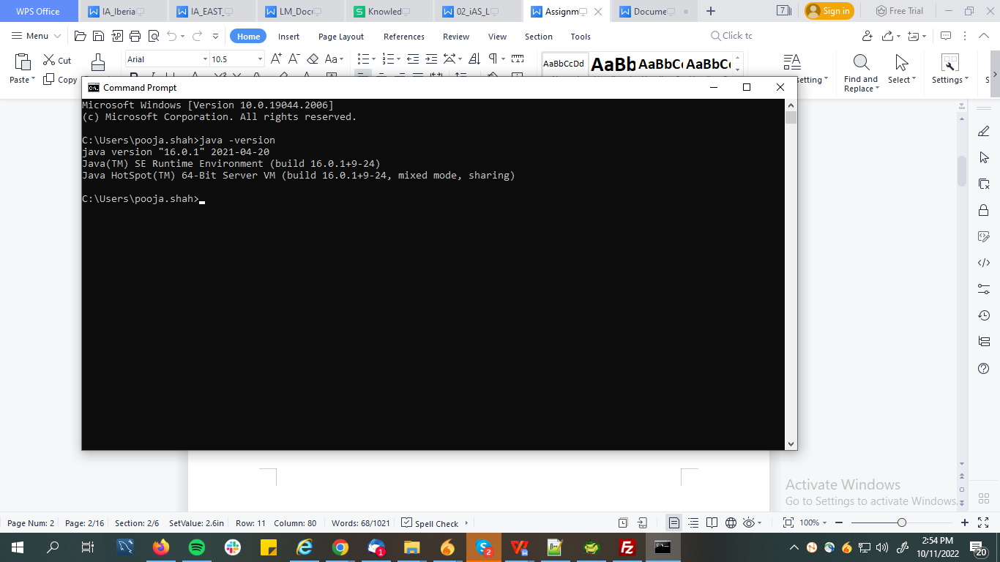 WPS Office IA_Iberia IA_EAST_ LM_Doc Knowled 02_iAS_L Assignm Docume 7 Sign in Free Trial
Menu Home Insert Page Layout References Review View Section Tools Click tc
Cut Arial 10.5 AaBbCcDd AaBb AaBbC AaBbC
Paste Copy etting Find and Replace Select Settings S
Command Prompt
Microsoft Windows [Version 10.0.19044.2006]
(c) Microsoft Corporation. All rights reserved.
C:\Users\pooja.shah>java -version
java version "16.0.1" 2021-04-20
Java(TM) SE Runtime Environment (build 16.0.1+9-24)
Java HotSpot(TM) 64-Bit Server VM (build 16.0.1+9-24, mixed mode, sharing)
C:\Users\pooja.shah>
Activate Windows
Go to Settings to activate Windows.
Page Num: 2 Page: 2/16 Section: 2/6 SetValue: 2.6in Row: 11 Column: 80 Words: 68/1021 Spell Check 100%
2:54 PM
10/11/2022
20